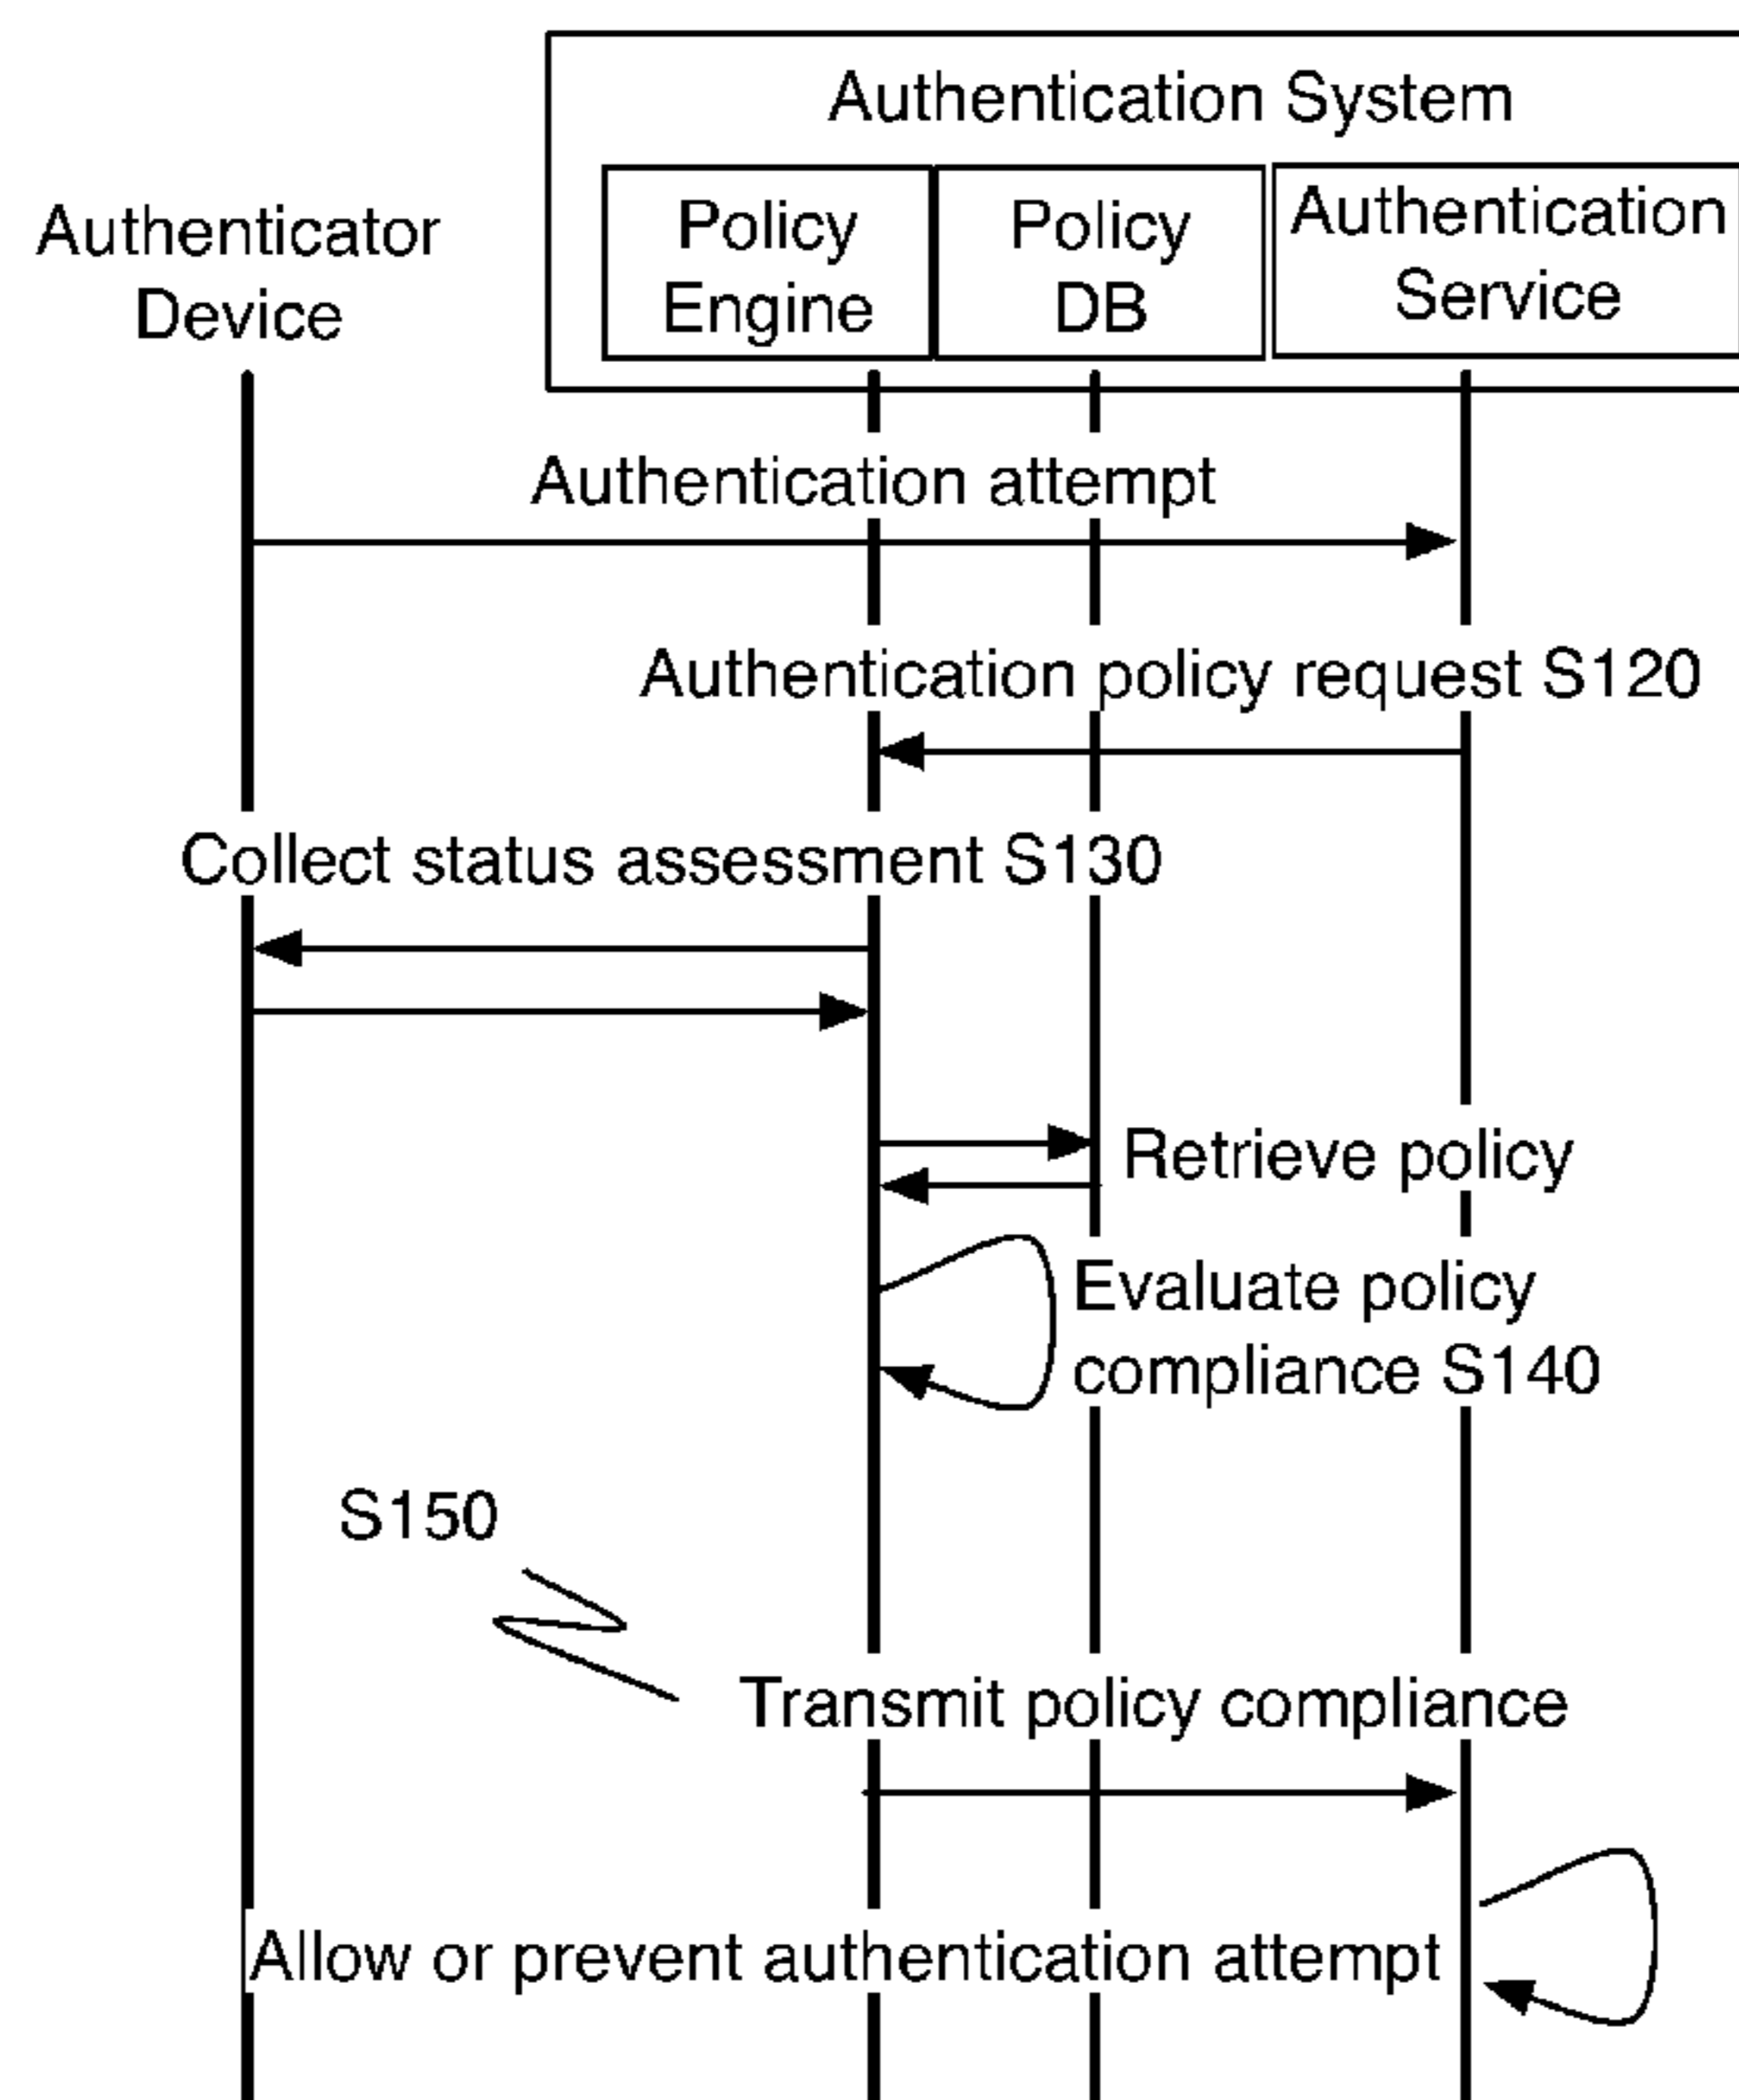 Authentication System
Authenticator
Device
Policy
Engine
Policy
DB
Authentication
Service
Authentication attempt
Authentication policy request S120
Collect status assessment S130
Retrieve policy
Evaluate policy
compliance S140
S150
Transmit policy compliance
Allow or prevent authentication attempt